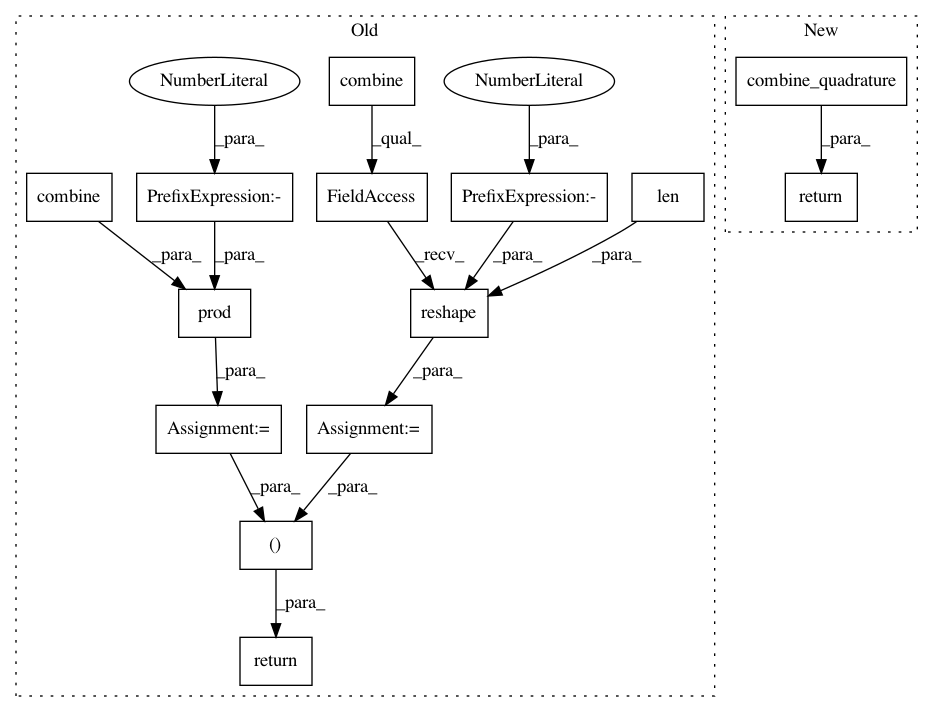 Old
New
NumberLiteral
combine
NumberLiteral
combine_quadrature
_para_
_qual_
_para_
_para_
combine
PrefixExpression:-
FieldAccess
PrefixExpression:-
len
return
_para_
_para_
_recv_
_para_
_para_
prod
reshape
_para_
_para_
Assignment:=
Assignment:=
_para_
_para_
()
_para_
return